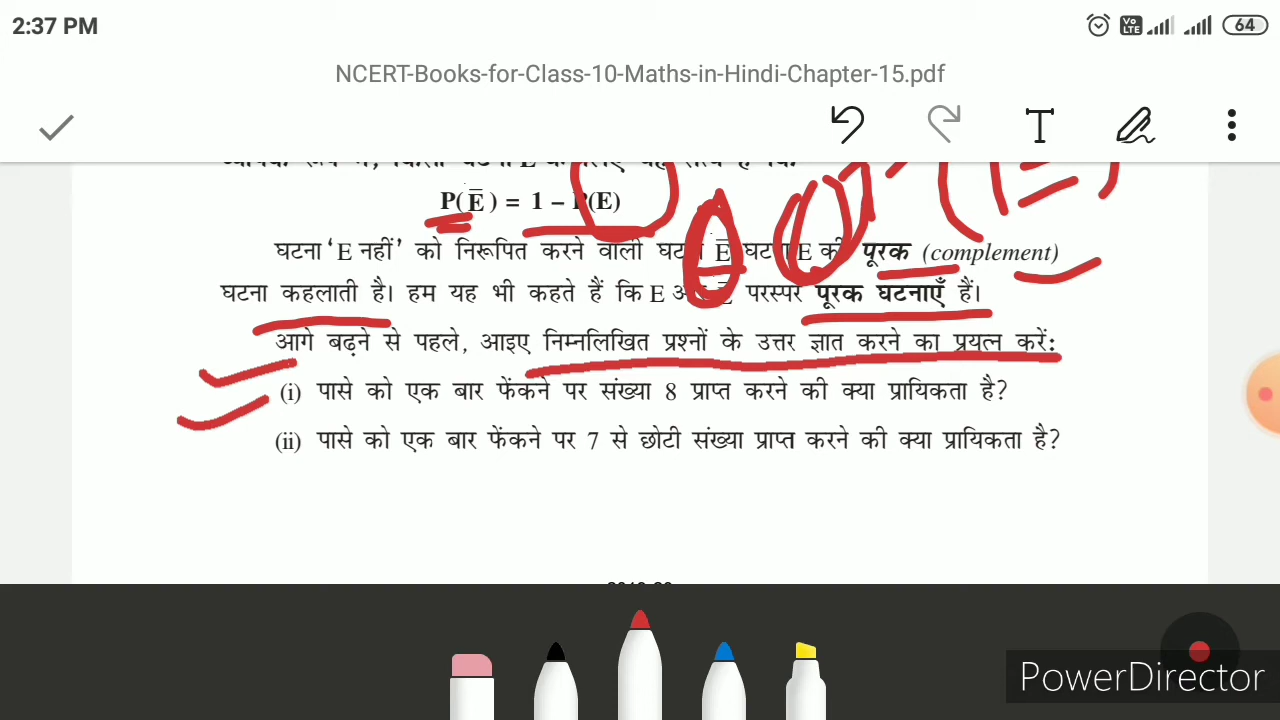 2:37 PM
Vo LTE
64
NCERT-Books-for-Class-10-Maths-in-Hindi-Chapter-15.pdf
T
P(E̅) = 1 – P(E)
घटना ‘E नहीं’ को निरूपित करने वाली घटना E̅ घटना E की पूरक (complement)
घटना कहलाती है। हम यह भी कहते हैं कि E और E̅ परस्पर पूरक घटनाएँ हैं।
आगे बढ़ने से पहले, आइए निम्नलिखित प्रश्नों के उत्तर ज्ञात करने का प्रयत्न करें:
(i) पासे को एक बार फेंकने पर संख्या 8 प्राप्त करने की क्या प्रायिकता है?
(ii) पासे को एक बार फेंकने पर 7 से छोटी संख्या प्राप्त करने की क्या प्रायिकता है?
PowerDirector